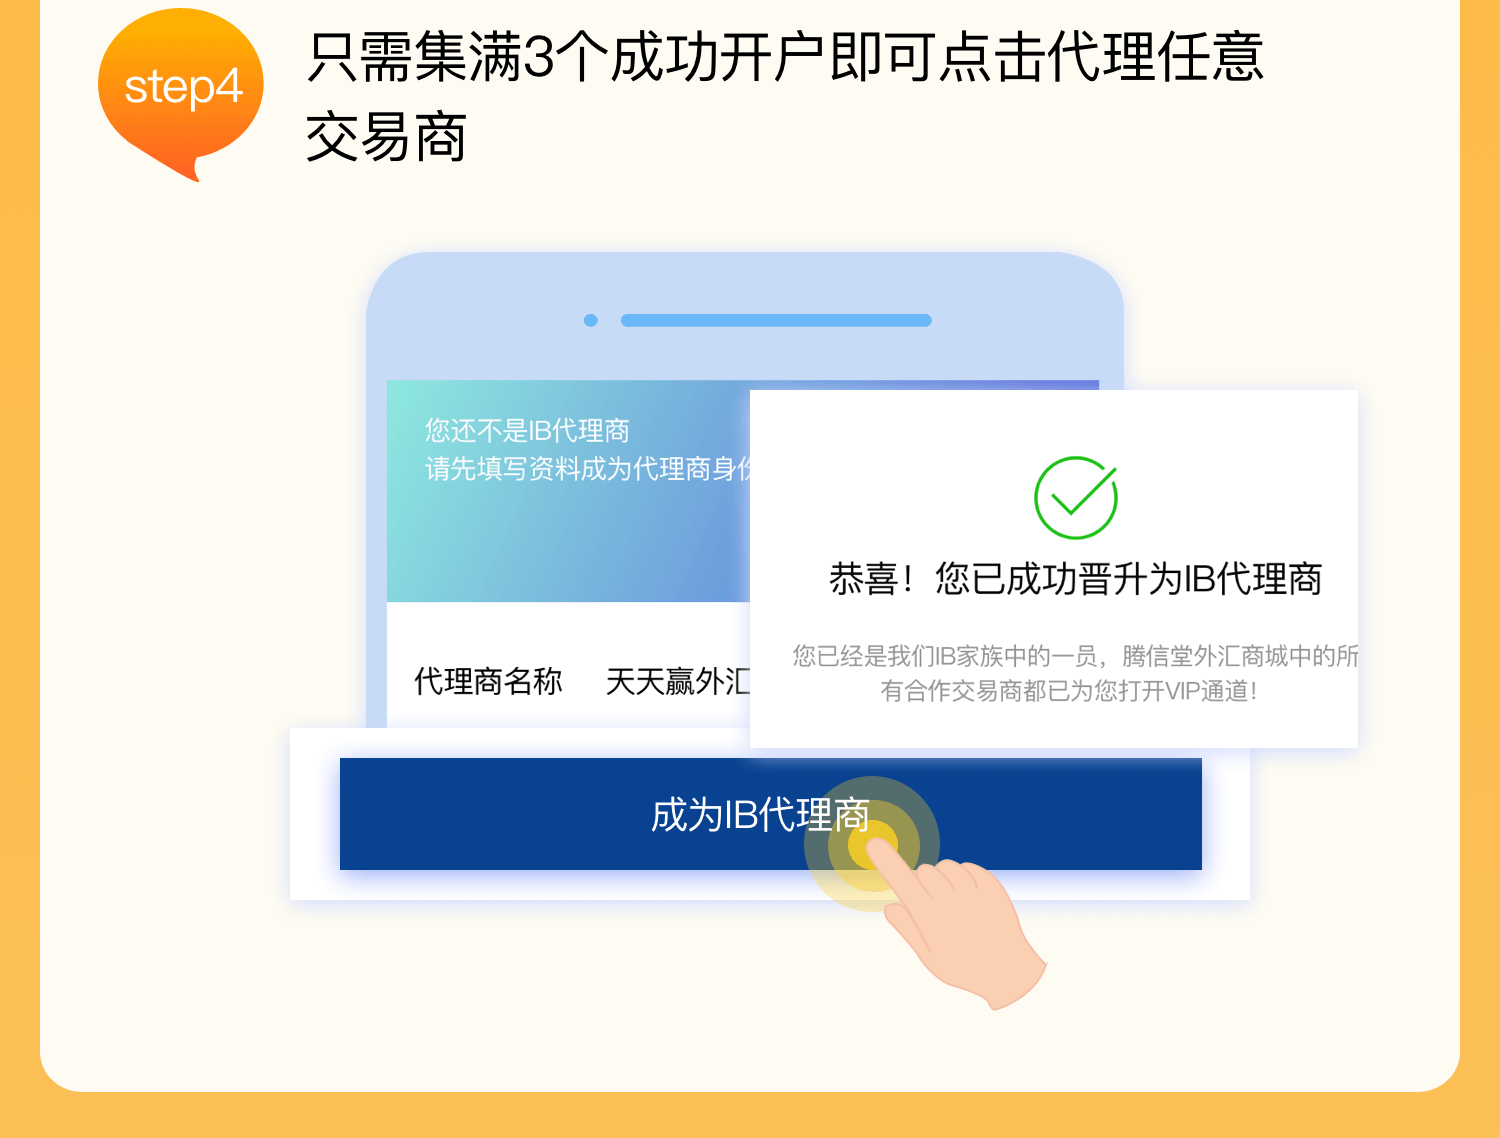 step4
只需集满3个成功开户即可点击代理任意
交易商
您还不是IB代理商
请先填写资料成为代理商身份
恭喜！您已成功晋升为IB代理商
您已经是我们IB家族中的一员，腾信堂外汇商城中的所
有合作交易商都已为您打开VIP通道！
代理商名称 天天赢外汇
成为IB代理商